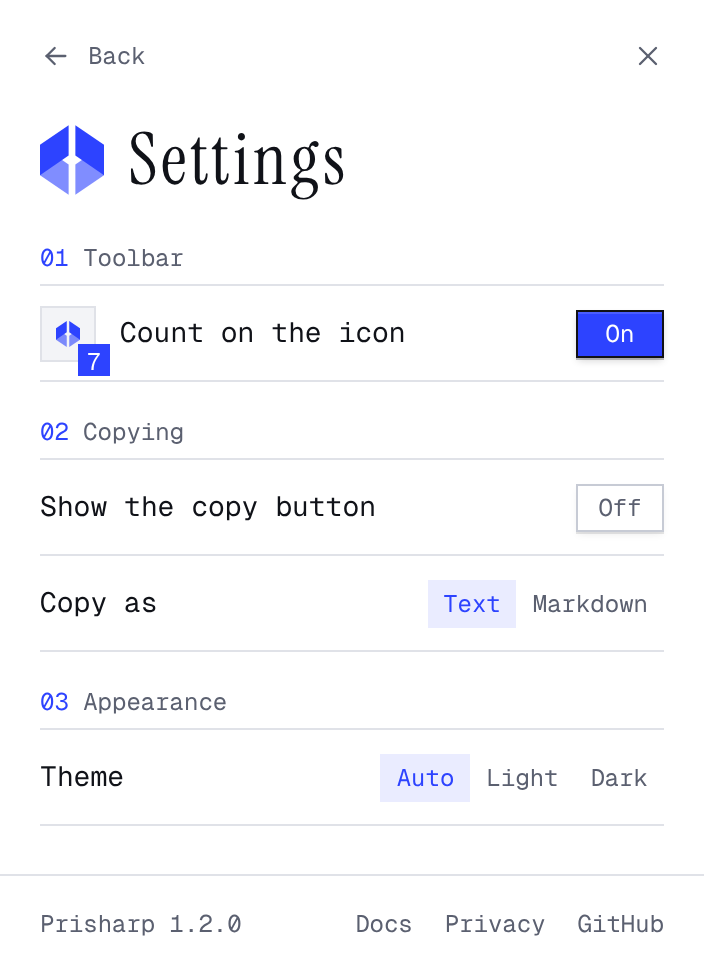 Back
Settings
01 Toolbar
7
Count on the icon
On
02 Copying
Show the copy button
Off
Copy as
Text Markdown
03 Appearance
Theme
Auto Light Dark
Prisharp 1.2.0
Docs Privacy GitHub